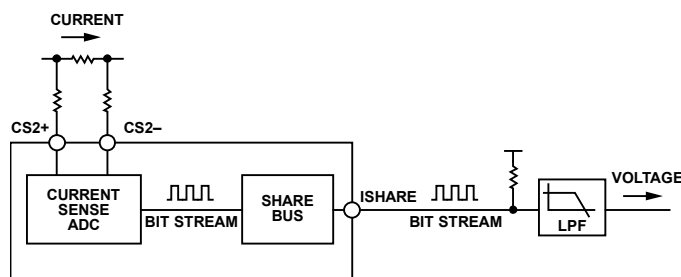 CURRENT
CS2+
CS2–
CURRENT
SENSE
ADC
BIT STREAM
SHARE
BUS
ISHARE
BIT STREAM
LPF
VOLTAGE